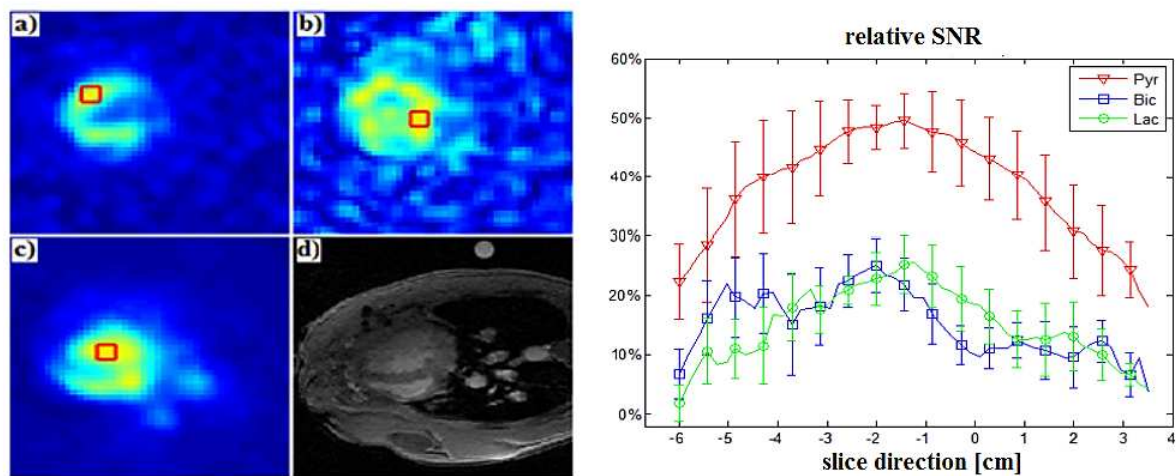 a)
b)
c)
d)
relative SNR
60%
50%
40%
30%
20%
10%
0%
Pyr
Bic
Lac
-6 -5 -4 -3 -2 -1 0 1 2 3 4
slice direction [cm]